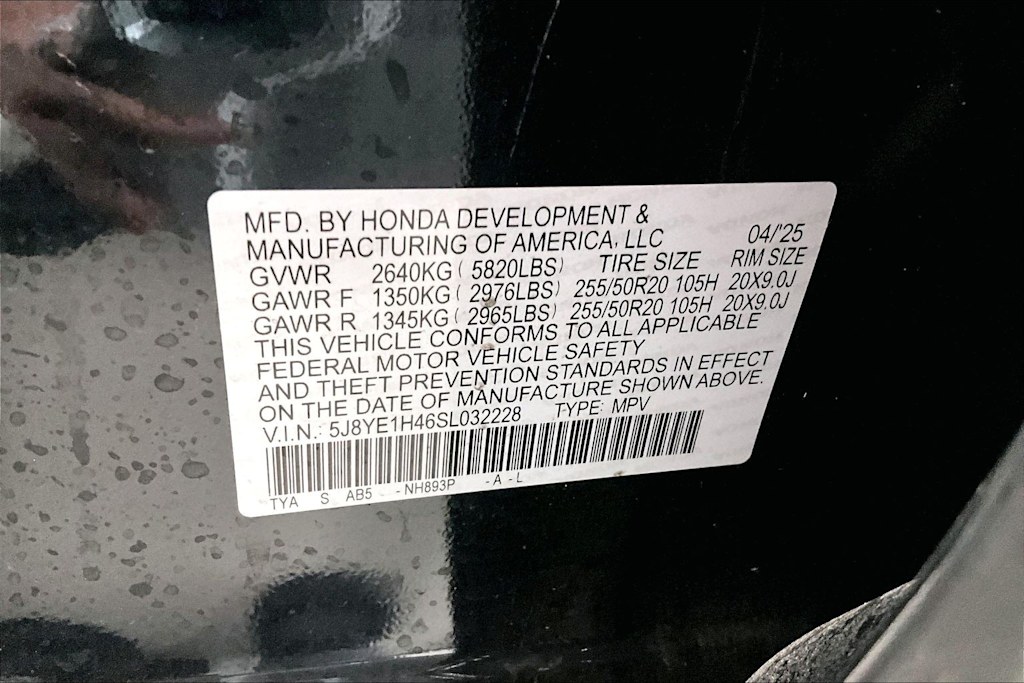 MFD. BY HONDA DEVELOPMENT &
MANUFACTURING OF AMERICA, LLC 04/'25
GVWR 2640KG ( 5820LBS) TIRE SIZE RIM SIZE
GAWR F 1350KG ( 2976LBS) 255/50R20 105H 20X9.0J
GAWR R 1345KG ( 2965LBS) 255/50R20 105H 20X9.0J
THIS VEHICLE CONFORMS TO ALL APPLICABLE
FEDERAL MOTOR VEHICLE SAFETY
AND THEFT PREVENTION STANDARDS IN EFFECT
ON THE DATE OF MANUFACTURE SHOWN ABOVE.
V.I.N.: 5J8YE1H46SL032228 TYPE: MPV
TYA S AB5 - -NH893P -A -L